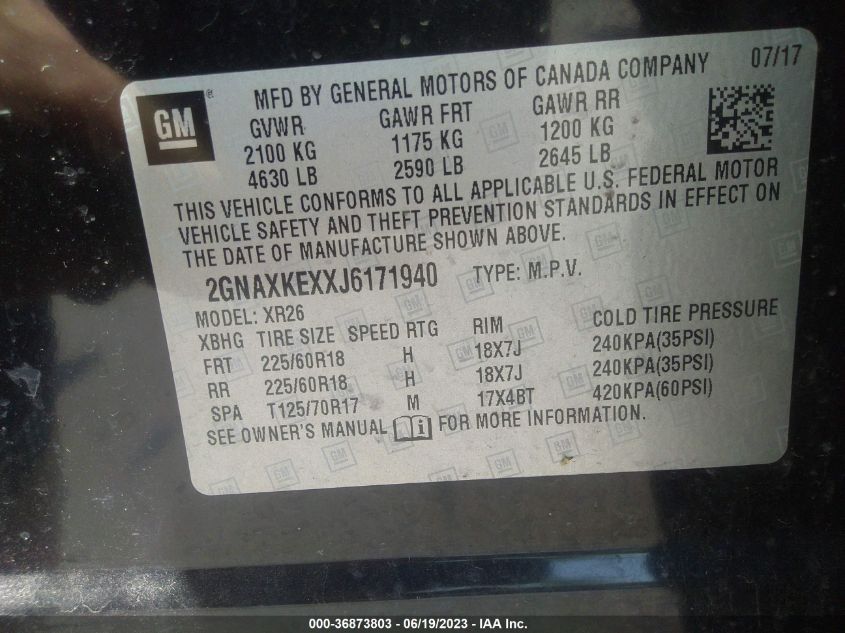 07/17
GM ® MFD BY GENERAL MOTORS OF CANADA COMPANY
GVWR GAWR FRT GAWR RR
2100 KG 1175 KG 1200 KG
4630 LB 2590 LB 2645 LB
THIS VEHICLE CONFORMS TO ALL APPLICABLE U.S. FEDERAL MOTOR
VEHICLE SAFETY AND THEFT PREVENTION STANDARDS IN EFFECT ON
THE DATE OF MANUFACTURE SHOWN ABOVE.
2GNAXKEXXJ6171940 TYPE: M.P.V.
MODEL: XR26
XBHG TIRE SIZE SPEED RTG RIM COLD TIRE PRESSURE
FRT 225/60R18 H 18X7J 240KPA(35PSI)
RR 225/60R18 H 18X7J 240KPA(35PSI)
SPA T125/70R17 M 17X4BT 420KPA(60PSI)
SEE OWNER'S MANUAL i FOR MORE INFORMATION.
000-36873803 - 06/19/2023 - IAA Inc.